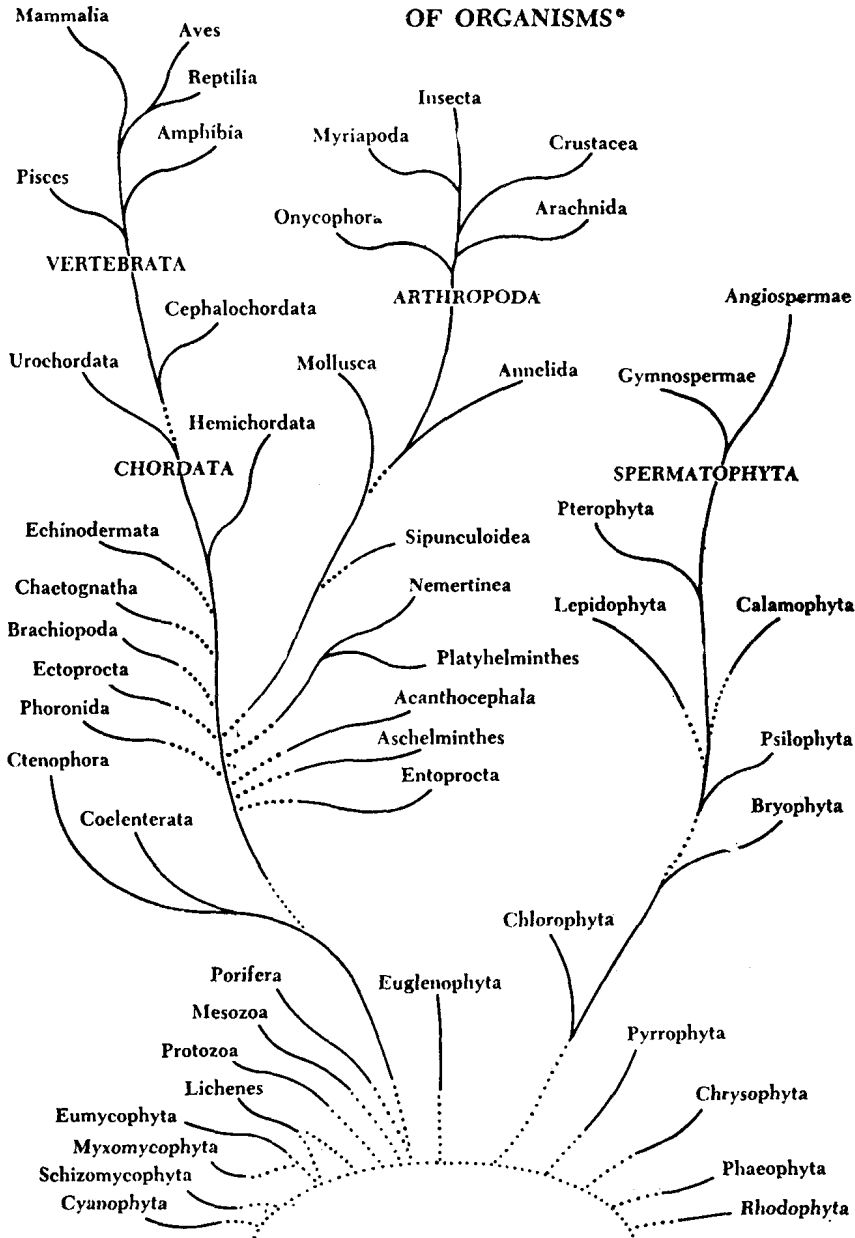 OF ORGANISMS*
Mammalia
Aves
Reptilia
Amphibia
Pisces
VERTEBRATA
Insecta
Myriapoda
Crustacea
Onycophora
Arachnida
ARTHROPODA
Cephalochordata
Urochordata
Mollusca
Annelida
Hemichordata
CHORDATA
Angiospermae
Gymnospermae
SPERMATOPHYTA
Pterophyta
Echinodermata
Sipunculoidea
Chaetognatha
Nemertinea
Brachiopoda
Lepidophyta
Calamophyta
Ectoprocta
Platyhelminthes
Phoronida
Acanthocephala
Ctenophora
Aschelminthes
Psilophyta
Entoprocta
Coelenterata
Bryophyta
Chlorophyta
Porifera
Euglenophyta
Mesozoa
Pyrrophyta
Protozoa
Lichenes
Chrysophyta
Eumycophyta
Myxomycophyta
Schizomycophyta
Phaeophyta
Cyanophyta
Rhodophyta